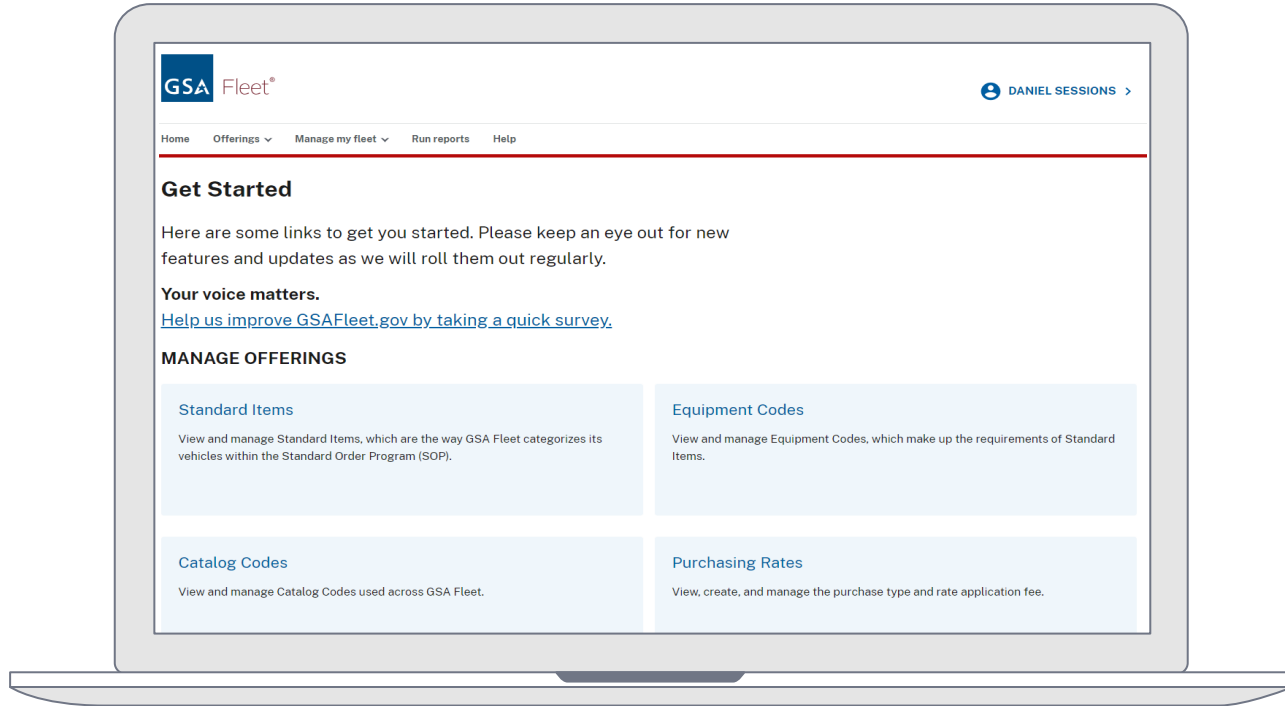 GSA Fleet®
DANIEL SESSIONS
Home Offerings Manage my fleet Run reports Help
Get Started
Here are some links to get you started. Please keep an eye out for new
features and updates as we will roll them out regularly.
Your voice matters.
Help us improve GSAFleet.gov by taking a quick survey.
MANAGE OFFERINGS
Standard Items
View and manage Standard Items, which are the way GSA Fleet categorizes its
vehicles within the Standard Order Program (SOP).
Equipment Codes
View and manage Equipment Codes, which make up the requirements of Standard
Items.
Catalog Codes
View and manage Catalog Codes used across GSA Fleet.
Purchasing Rates
View, create, and manage the purchase type and rate application fee.